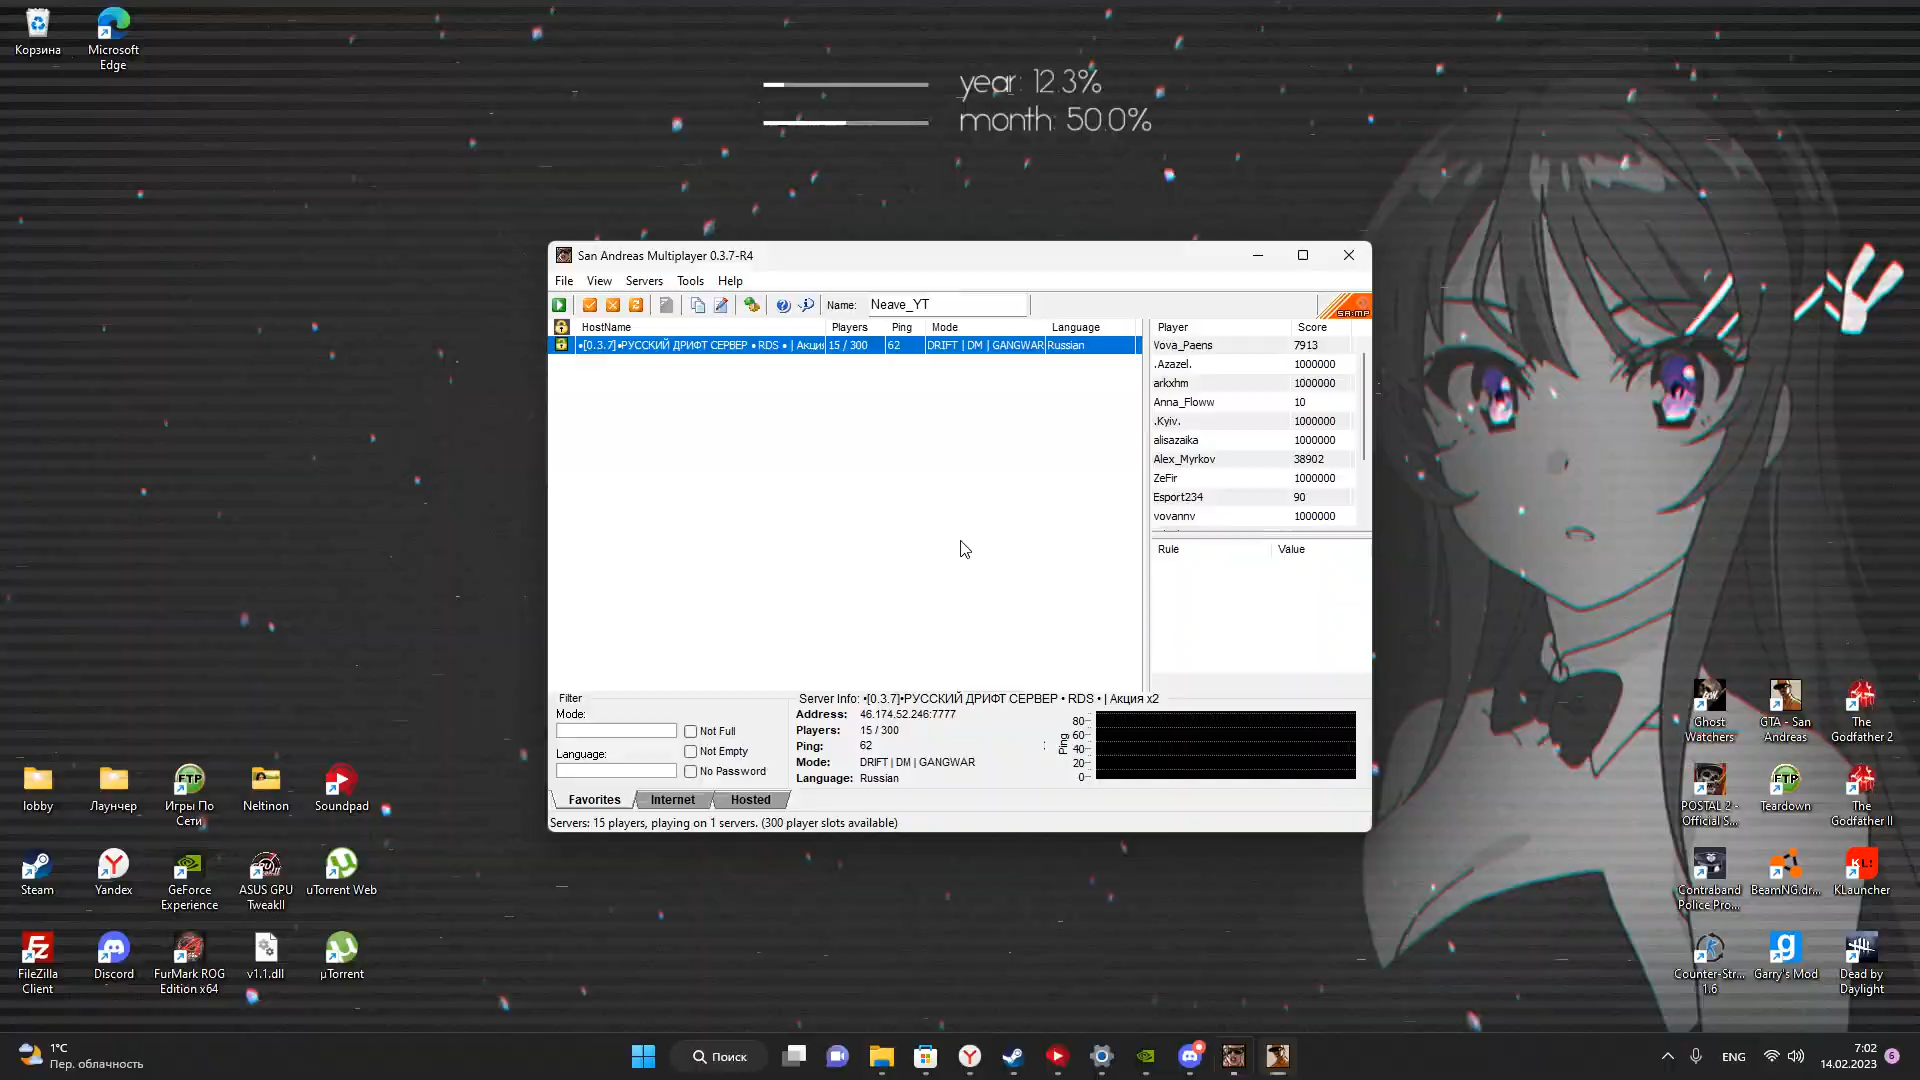 Корзина
Microsoft
Edge
year: 12.3%
month: 50.0%
San Andreas Multiplayer 0.3.7-R4
File View Servers Tools Help
Name: Neave_YT
SA:MP
HostName Players Ping Mode Language
•[0.3.7]•РУССКИЙ ДРИФТ СЕРВЕР • RDS • | Акция 15 / 300 62 DRIFT | DM | GANGWAR Russian
Player Score
Vova_Paens 7913
.Azazel. 1000000
arkxhm 1000000
Anna_Floww 10
.Kyiv. 1000000
alisazaika 1000000
Alex_Myrkov 38902
ZeFir 1000000
Esport234 90
vovannv 1000000
Rule Value
Filter
Mode:
Not Full
Not Empty
Language:
No Password
Server Info: •[0.3.7]•РУССКИЙ ДРИФТ СЕРВЕР • RDS • | Акция x2
Address: 46.174.52.246:7777
Players: 15 / 300
Ping: 62
Mode: DRIFT | DM | GANGWAR
Language: Russian
Ping
80
60
40
20
0
Favorites Internet Hosted
Servers: 15 players, playing on 1 servers. (300 player slots available)
lobby
Лаунчер
FTP
Игры По
Сети
Neltinon
Soundpad
Steam
Yandex
GeForce
Experience
ASUS GPU
TweakII
uTorrent Web
FileZilla
Client
Discord
FurMark ROG
Edition x64
v1.1.dll
µTorrent
Ghost
Watchers
GTA - San
Andreas
The
Godfather 2
POSTAL 2 -
Official S...
FTP
Teardown
The
Godfather II
Contraband
Police Pro...
BeamNG.dr...
KL:
KLauncher
Counter-Str...
1.6
Garry's Mod
Dead by
Daylight
1°C
Пер. облачность
Поиск
ENG
7:02
14.02.2023
6